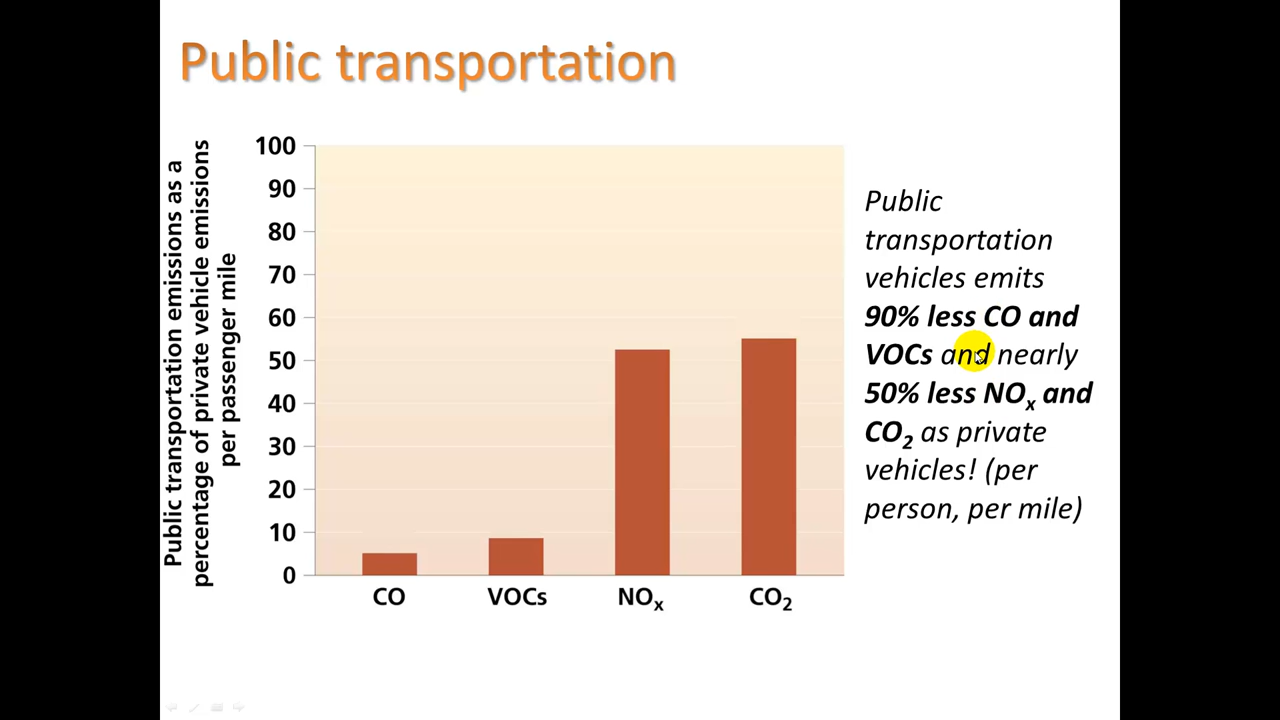 Public transportation
Public transportation emissions as a
percentage of private vehicle emissions
per passenger mile
100
90
80
70
60
50
40
30
20
10
0
CO
VOCs
NOx
CO2
Public
transportation
vehicles emits
90% less CO and
VOCs and nearly
50% less NOx and
CO2 as private
vehicles! (per
person, per mile)